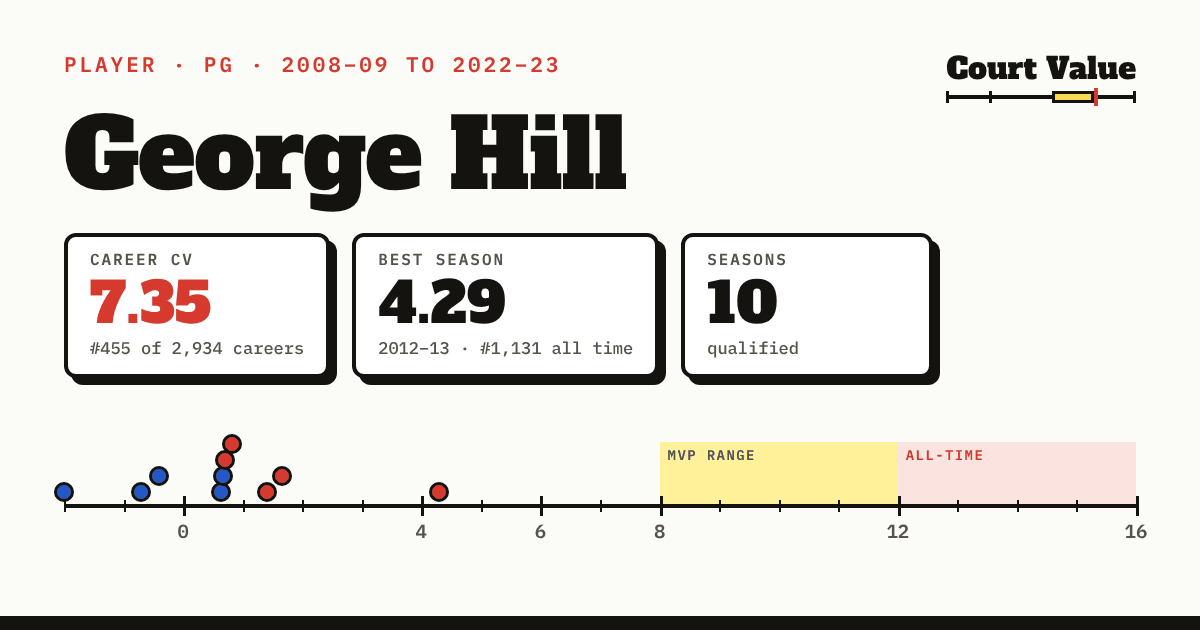 PLAYER · PG · 2008–09 TO 2022–23
Court Value
George Hill
CAREER CV
7.35
#455 of 2,934 careers
BEST SEASON
4.29
2012–13 · #1,131 all time
SEASONS
10
qualified
MVP RANGE
ALL-TIME
0 4 6 8 12 16